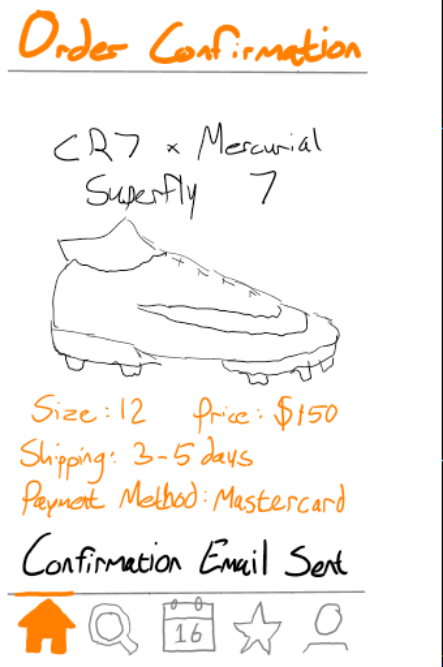 Order Confirmation
CR7 x Mercurial
Superfly 7
Size: 12 Price: $150
Shipping: 3-5 days
Payment Method: Mastercard
Confirmation Email Sent
16